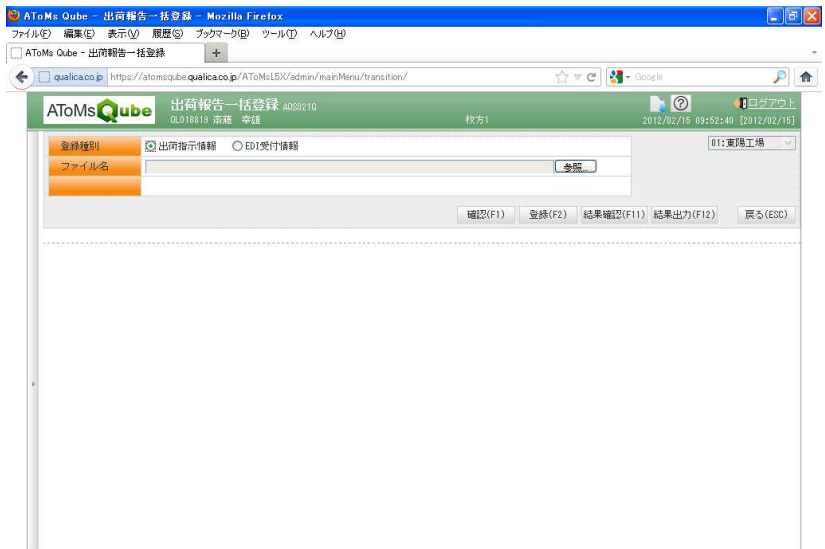 AToMs Qube - 出荷報告一括登録 - Mozilla Firefox
ファイル(F) 編集(E) 表示(V) 履歴(S) ブックマーク(B) ツール(T) ヘルプ(H)
AToMs Qube - 出荷報告一括登録 +
qualica.co.jp https://atomsqube.qualica.co.jp/AToMsL5X/admin/mainMenu/transition/ Google
AToMsQube 出荷報告一括登録 AOS021G ログアウト
OL018819 斎藤 幸雄 枚方1 2012/02/15 09:52:40 [2012/02/15]
登録種別 出荷指示情報 EDI受付情報 01:東陽工場
ファイル名 参照...
確認(F1) 登録(F2) 結果確認(F11) 結果出力(F12) 戻る(ESC)